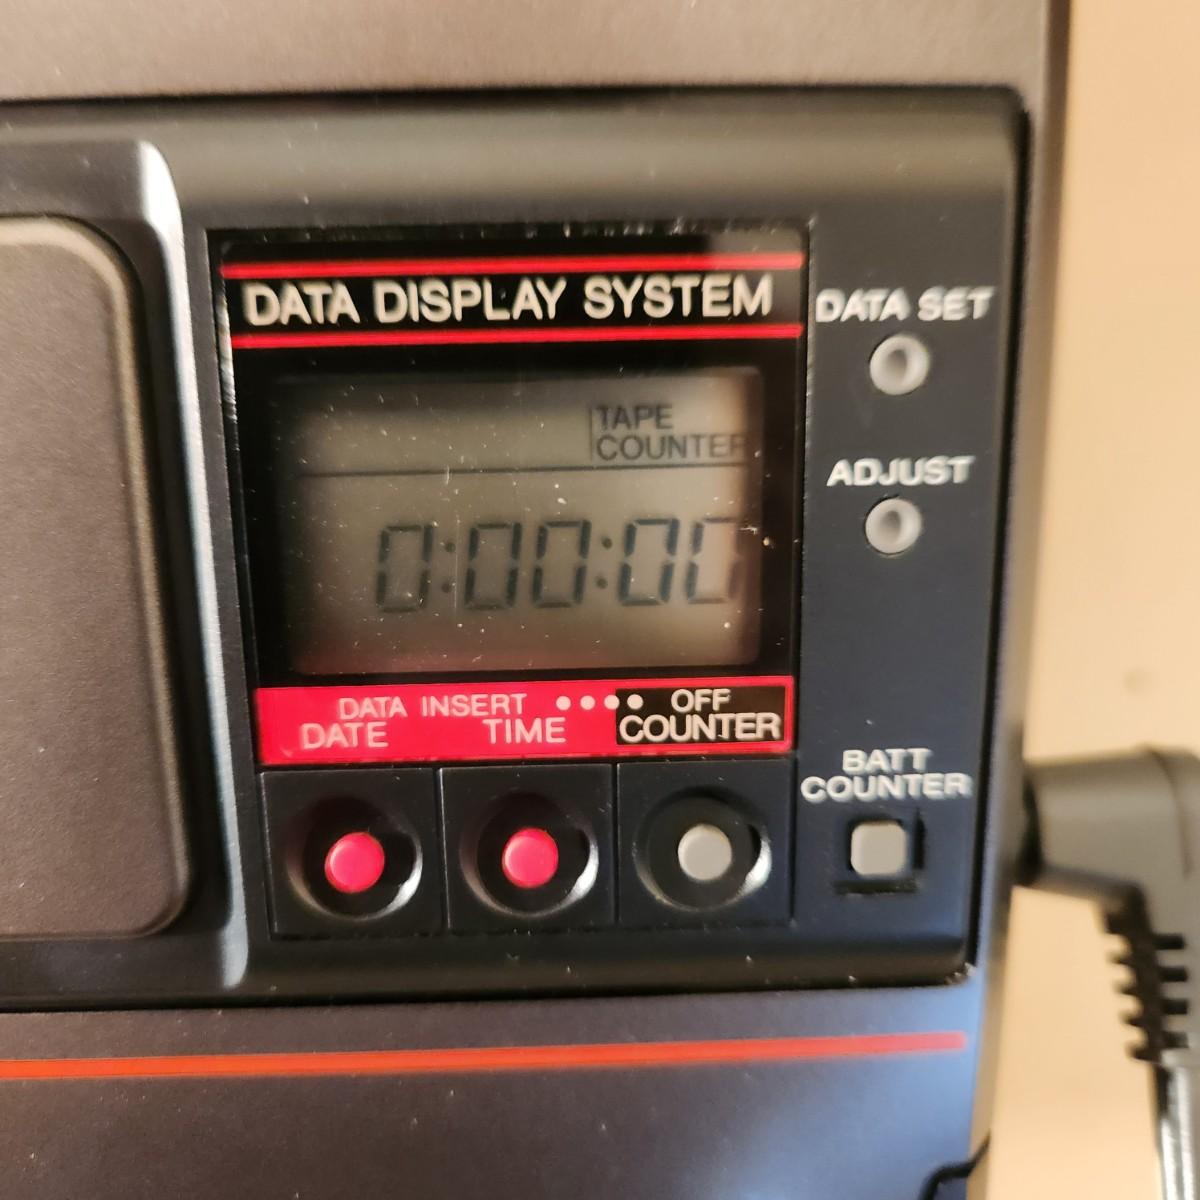 DATA DISPLAY SYSTEM
DATA SET
TAPE
COUNTER
ADJUST
0:00:00
DATA INSERT •••• OFF
DATE TIME COUNTER
BATT
COUNTER